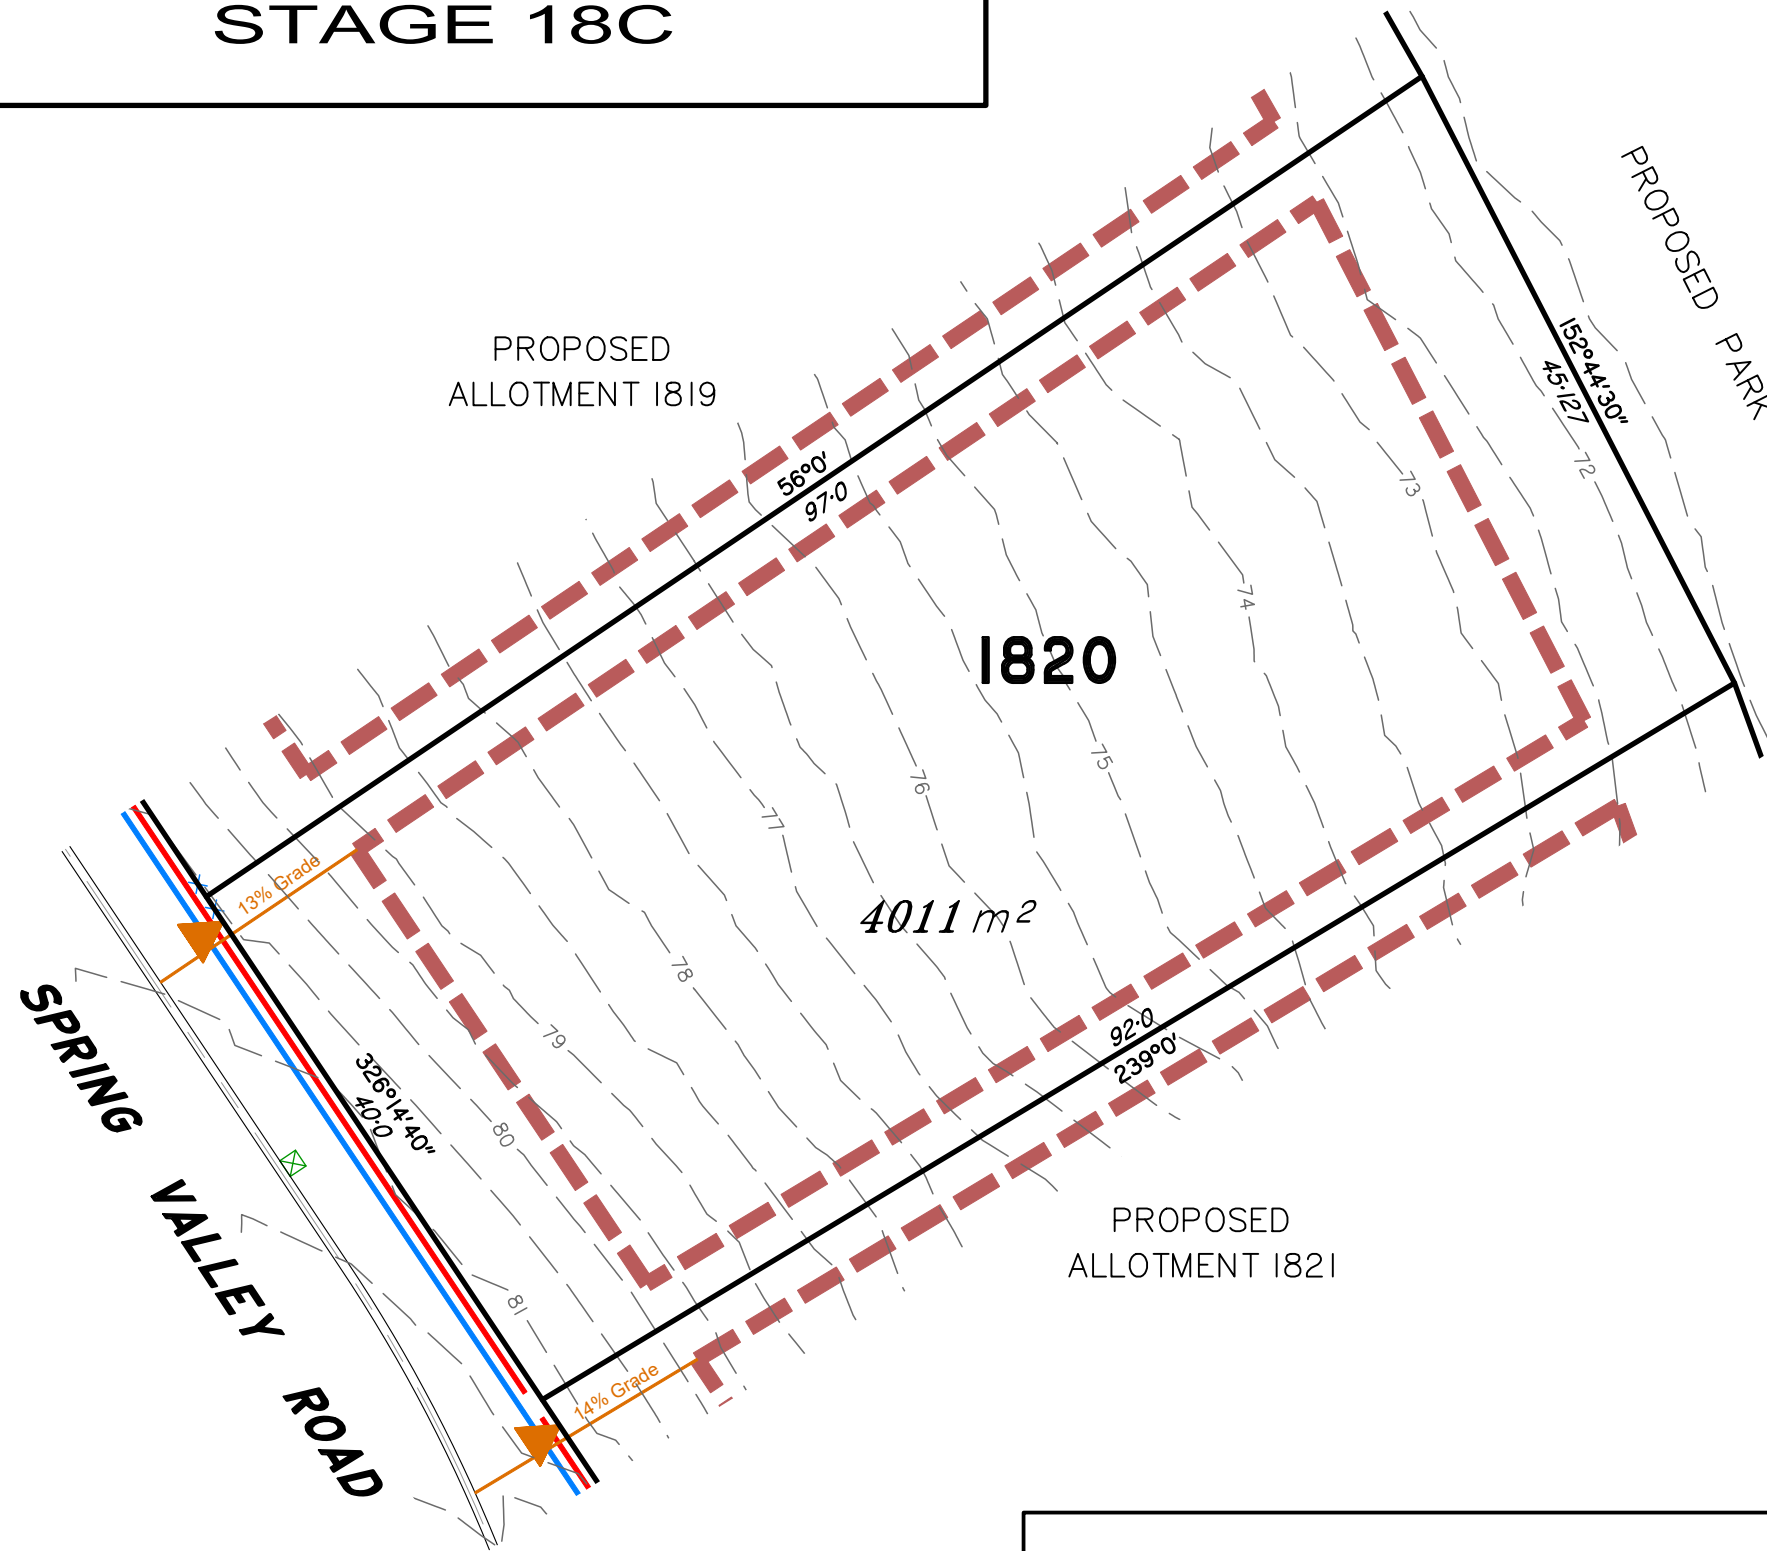 STAGE 18C
PROPOSED
ALLOTMENT 1819
PROPOSED PARK
56°0'
97·0
152°44'30"
45·127
72
73
74
1820
75
76
77
13% Grade
4011 m²
78
79
92·0
239°0'
SPRING VALLEY ROAD
326°14'40"
40·0
80
81
PROPOSED
ALLOTMENT 1821
14% Grade